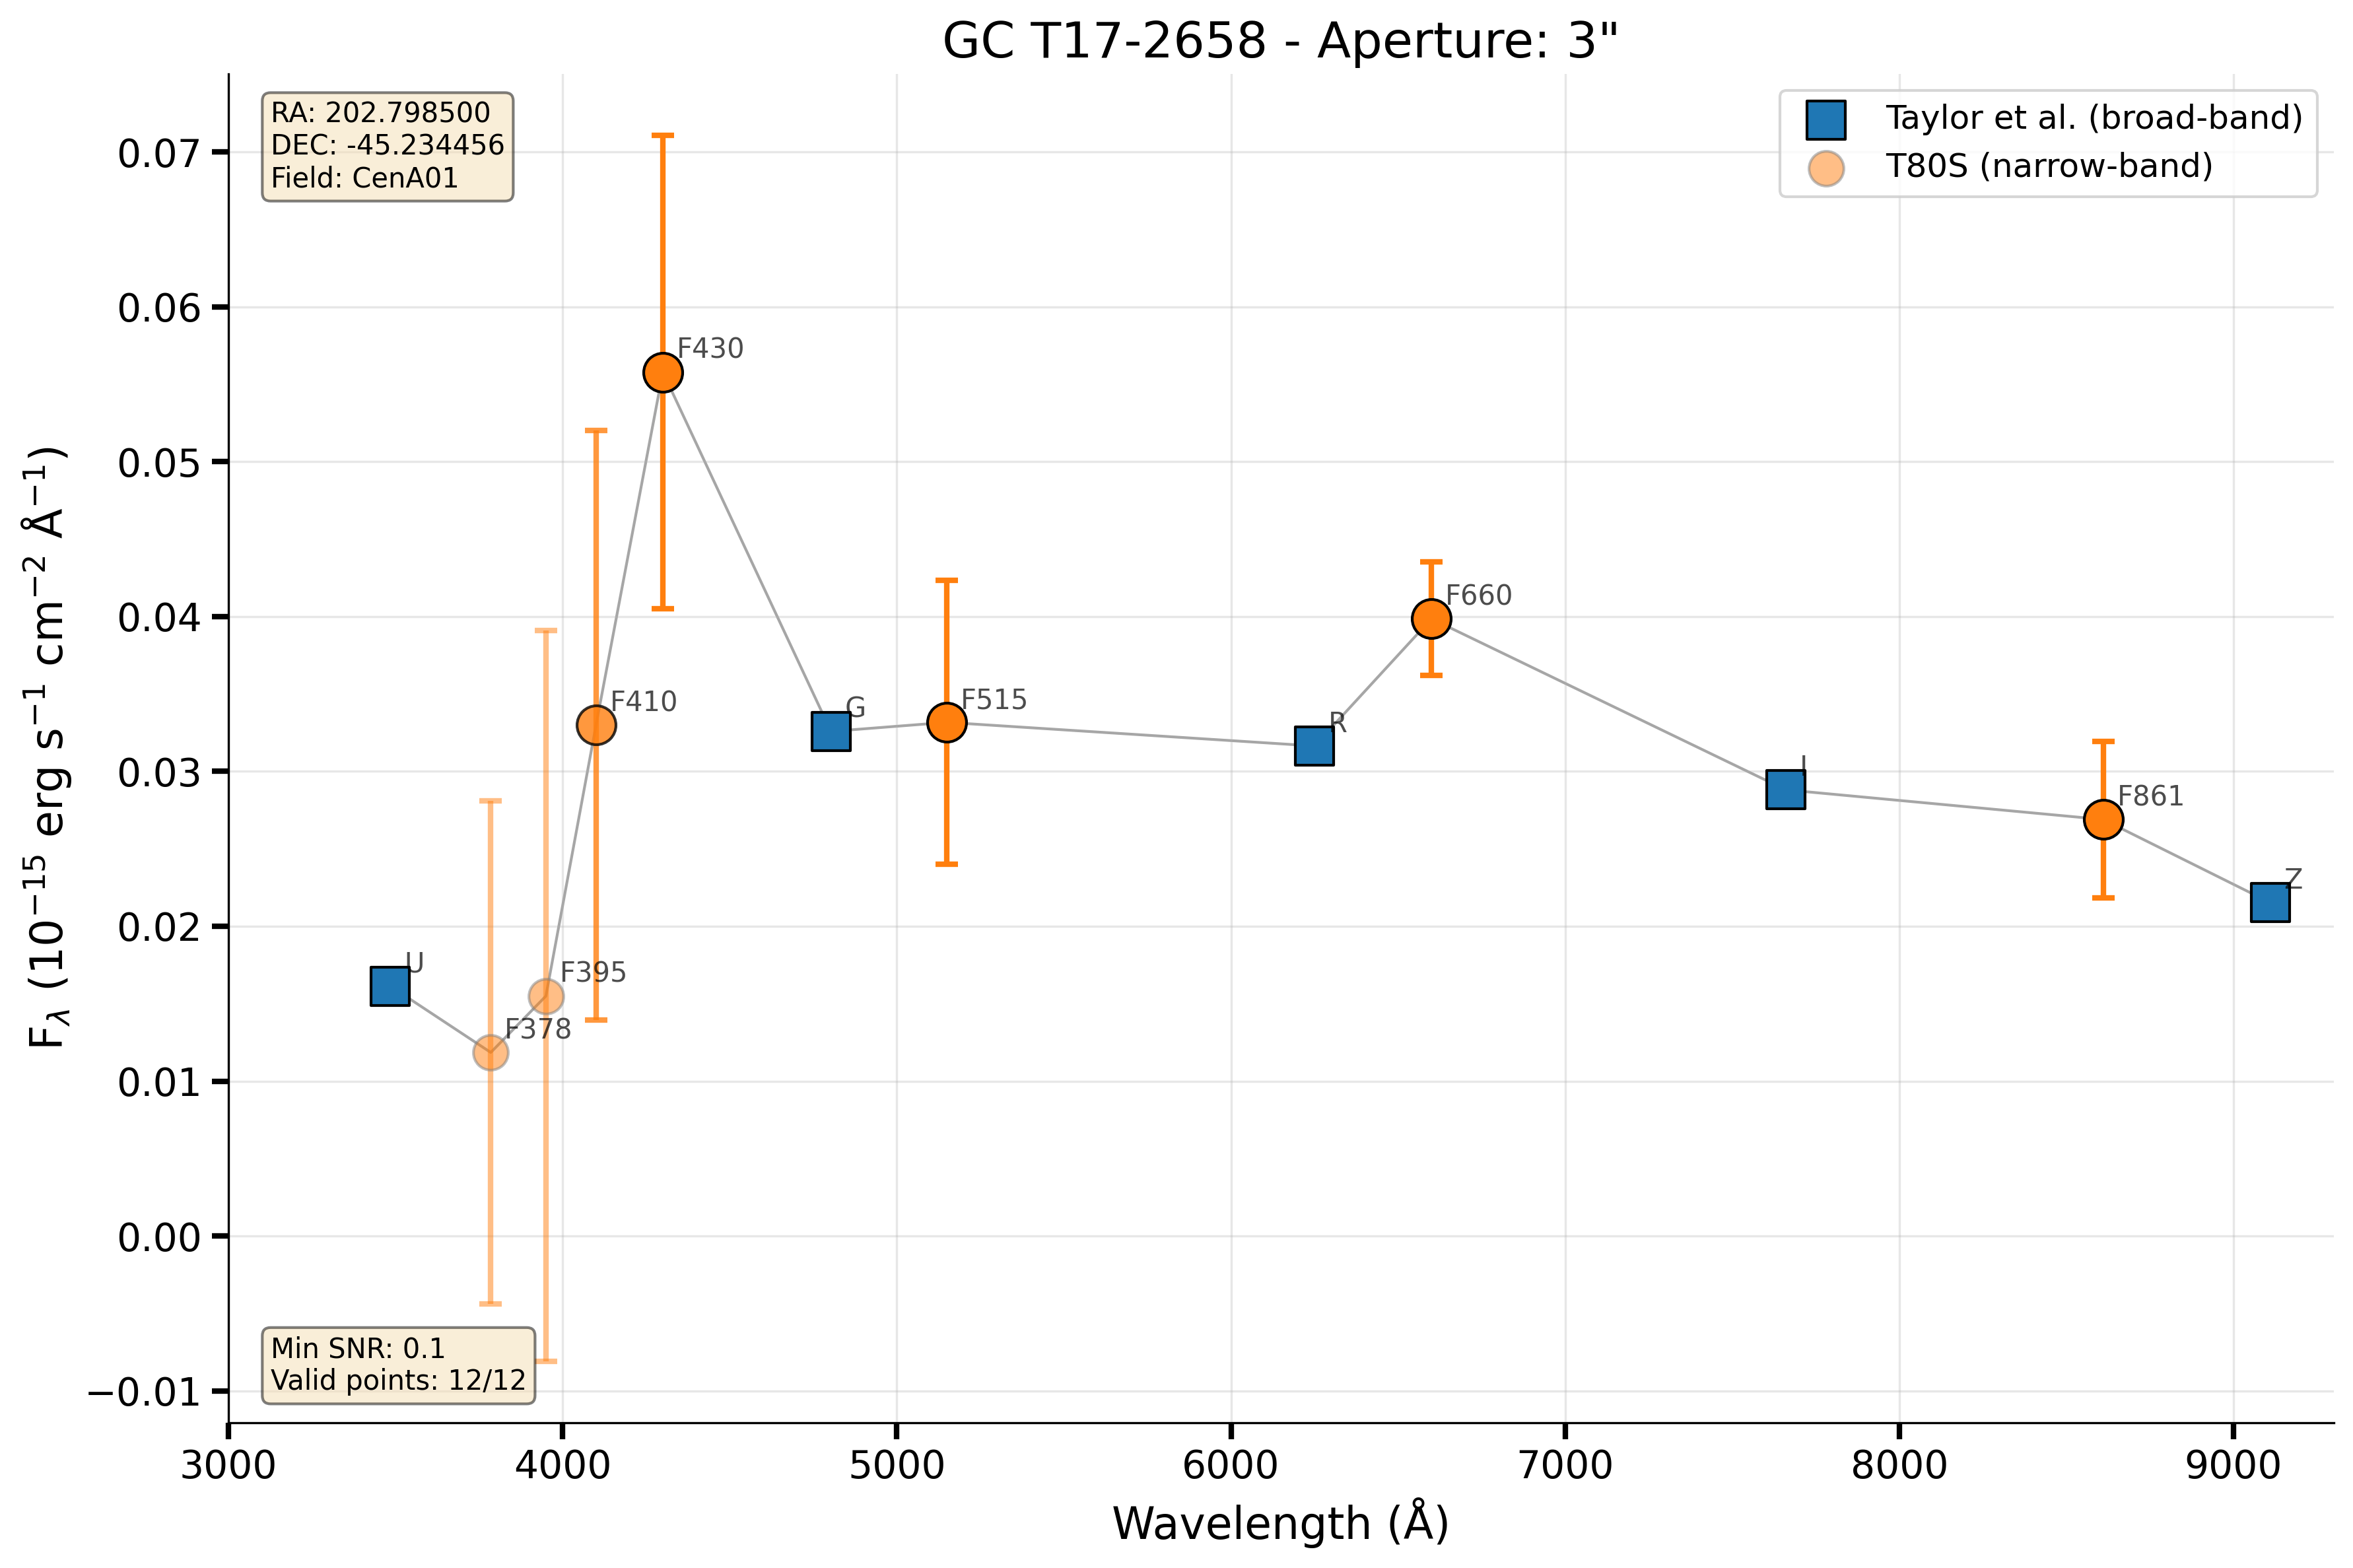 GC T17-2658 - Aperture: 3"
RA: 202.798500
DEC: -45.234456
Field: CenA01
Taylor et al. (broad-band)
T80S (narrow-band)
0.07
0.06
0.05
0.04
0.03
0.02
0.01
0.00
−0.01
F_λ (10⁻¹⁵ erg s⁻¹ cm⁻² Å⁻¹)
U
F378
F395
F410
F430
G
F515
R
F660
I
F861
Z
Min SNR: 0.1
Valid points: 12/12
3000
4000
5000
6000
7000
8000
9000
Wavelength (Å)